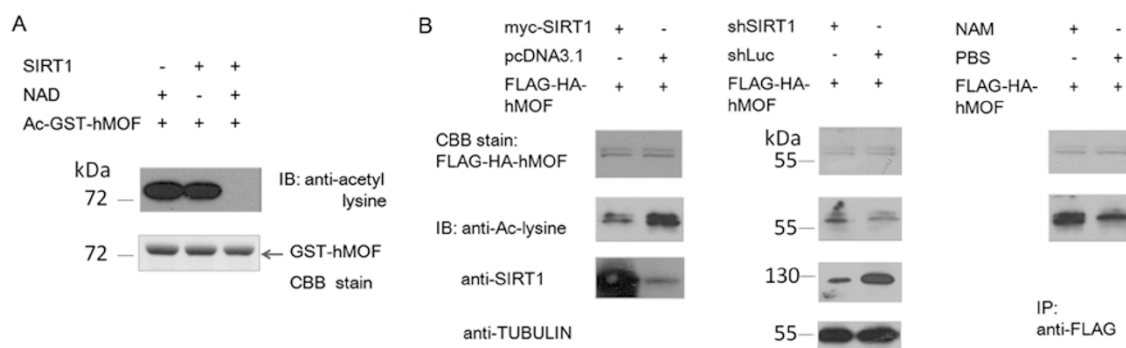 A
SIRT1 - + +
NAD + - +
Ac-GST-hMOF + + +
kDa
72
IB: anti-acetyl
lysine
72
GST-hMOF
CBB stain
B
myc-SIRT1 + -
pcDNA3.1 - +
FLAG-HA- + +
hMOF
CBB stain:
FLAG-HA-hMOF
IB: anti-Ac-lysine
anti-SIRT1
anti-TUBULIN
shSIRT1 + -
shLuc - +
FLAG-HA- + +
hMOF
kDa
55
55
130
55
NAM + -
PBS - +
FLAG-HA- + +
hMOF
IP:
anti-FLAG